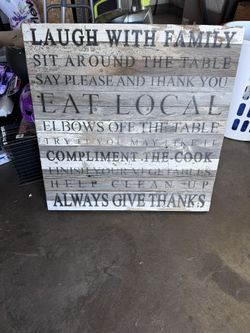 LAUGH WITH FAMILY
SIT AROUND THE TABLE
SAY PLEASE AND THANK YOU
EAT LOCAL
ELBOWS OFF THE TABLE
TRY IT YOU MAY LIKE IT
COMPLIMENT THE COOK
FINISH YOUR VEGETABLES
HELP CLEAN UP
ALWAYS GIVE THANKS